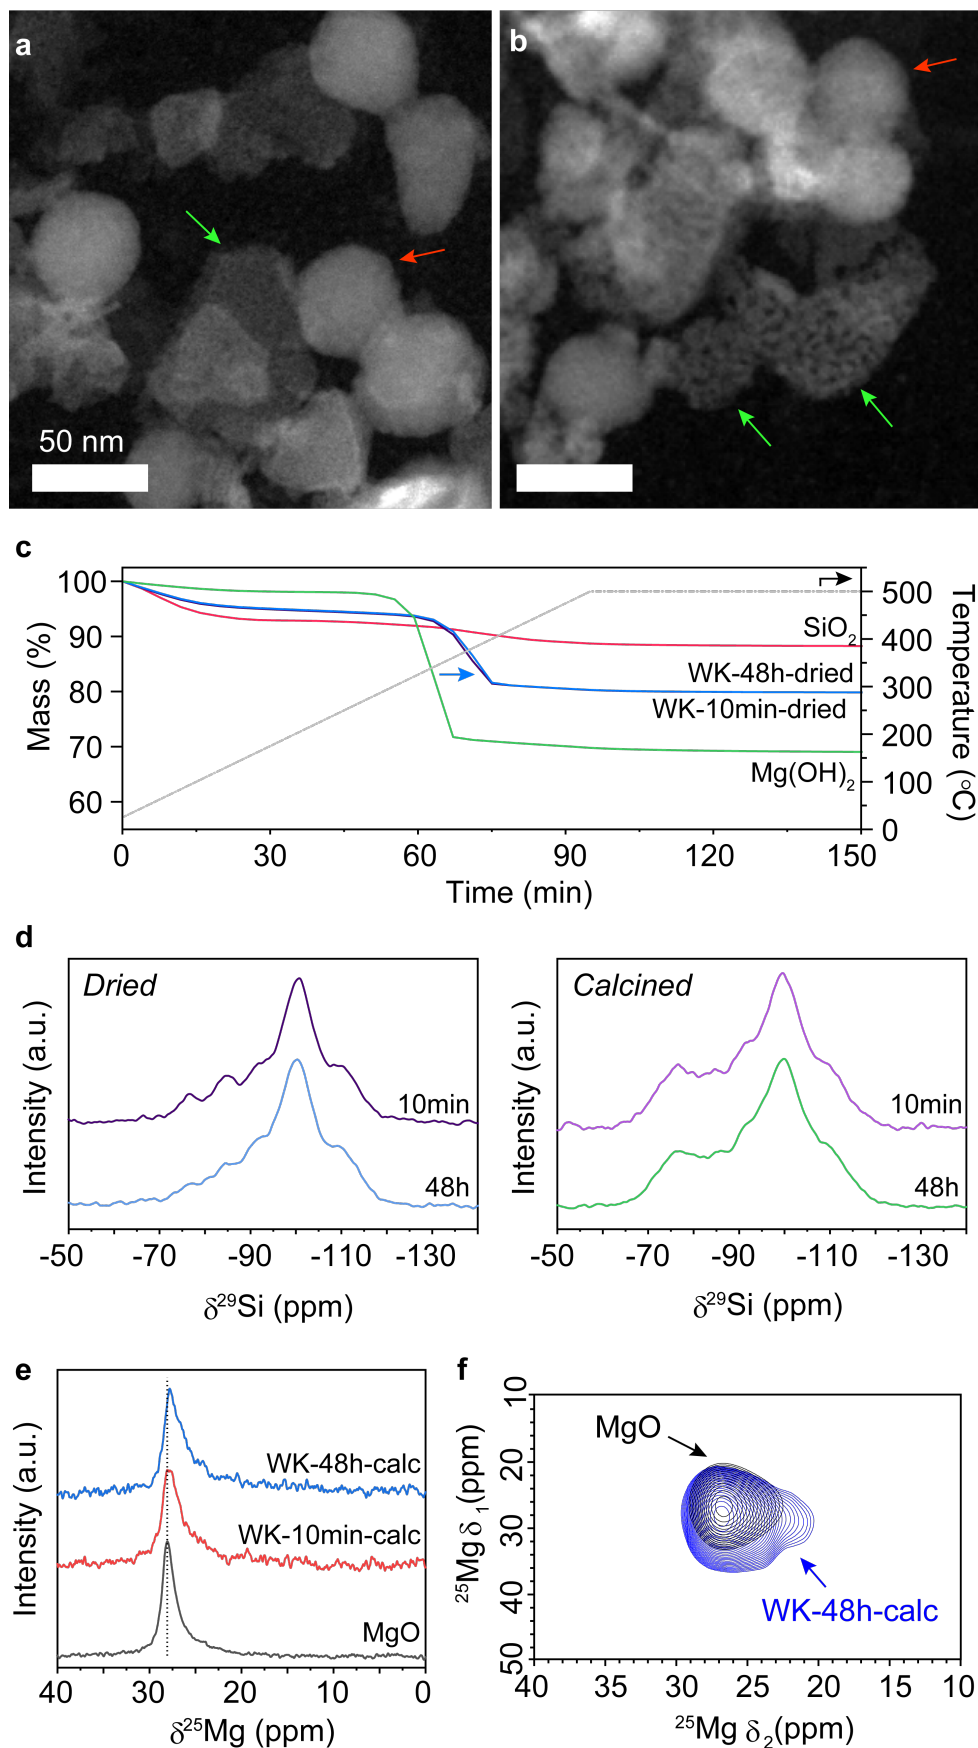 a
b
50 nm
c
100
90
80
70
60
Mass (%)
500
400
300
200
100
0
Temperature (°C)
SiO₂
WK-48h-dried
WK-10min-dried
Mg(OH)₂
0 30 60 90 120 150
Time (min)
d
Dried
10min
48h
Intensity (a.u.)
-50 -70 -90 -110 -130
δ²⁹Si (ppm)
Calcined
10min
48h
Intensity (a.u.)
-50 -70 -90 -110 -130
δ²⁹Si (ppm)
e
WK-48h-calc
WK-10min-calc
MgO
Intensity (a.u.)
40 30 20 10 0
δ²⁵Mg (ppm)
f
10
20
30
40
50
²⁵Mg δ₁(ppm)
MgO
WK-48h-calc
40 35 30 25 20 15 10
²⁵Mg δ₂(ppm)